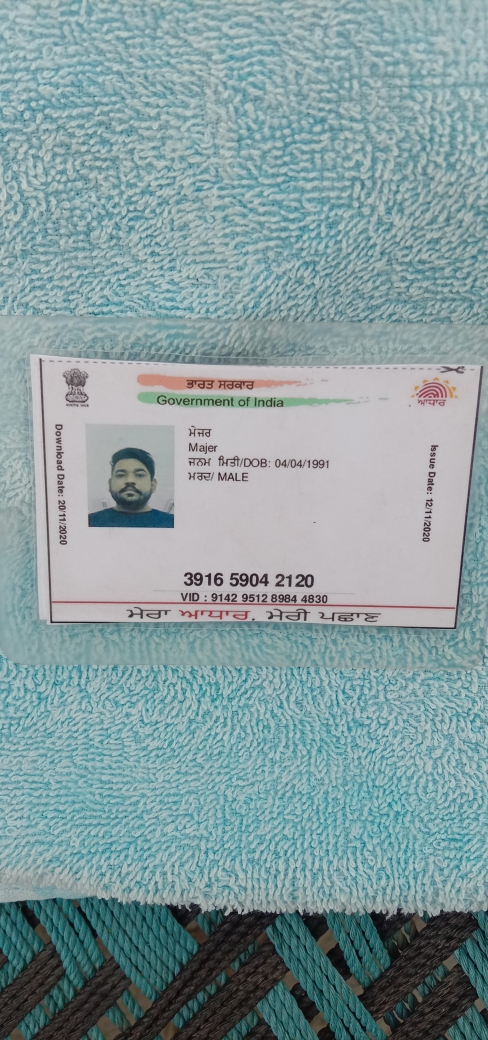 ਭਾਰਤ ਸਰਕਾਰ
Government of India
ਆਧਾਰ
Download Date: 20/11/2020
ਮੇਜਰ
Majer
ਜਨਮ ਮਿਤੀ/DOB: 04/04/1991
ਮਰਦ/ MALE
Issue Date: 12/11/2020
3916 5904 2120
VID : 9142 9512 8984 4830
ਮੇਰਾ ਆਧਾਰ, ਮੇਰੀ ਪਛਾਣ